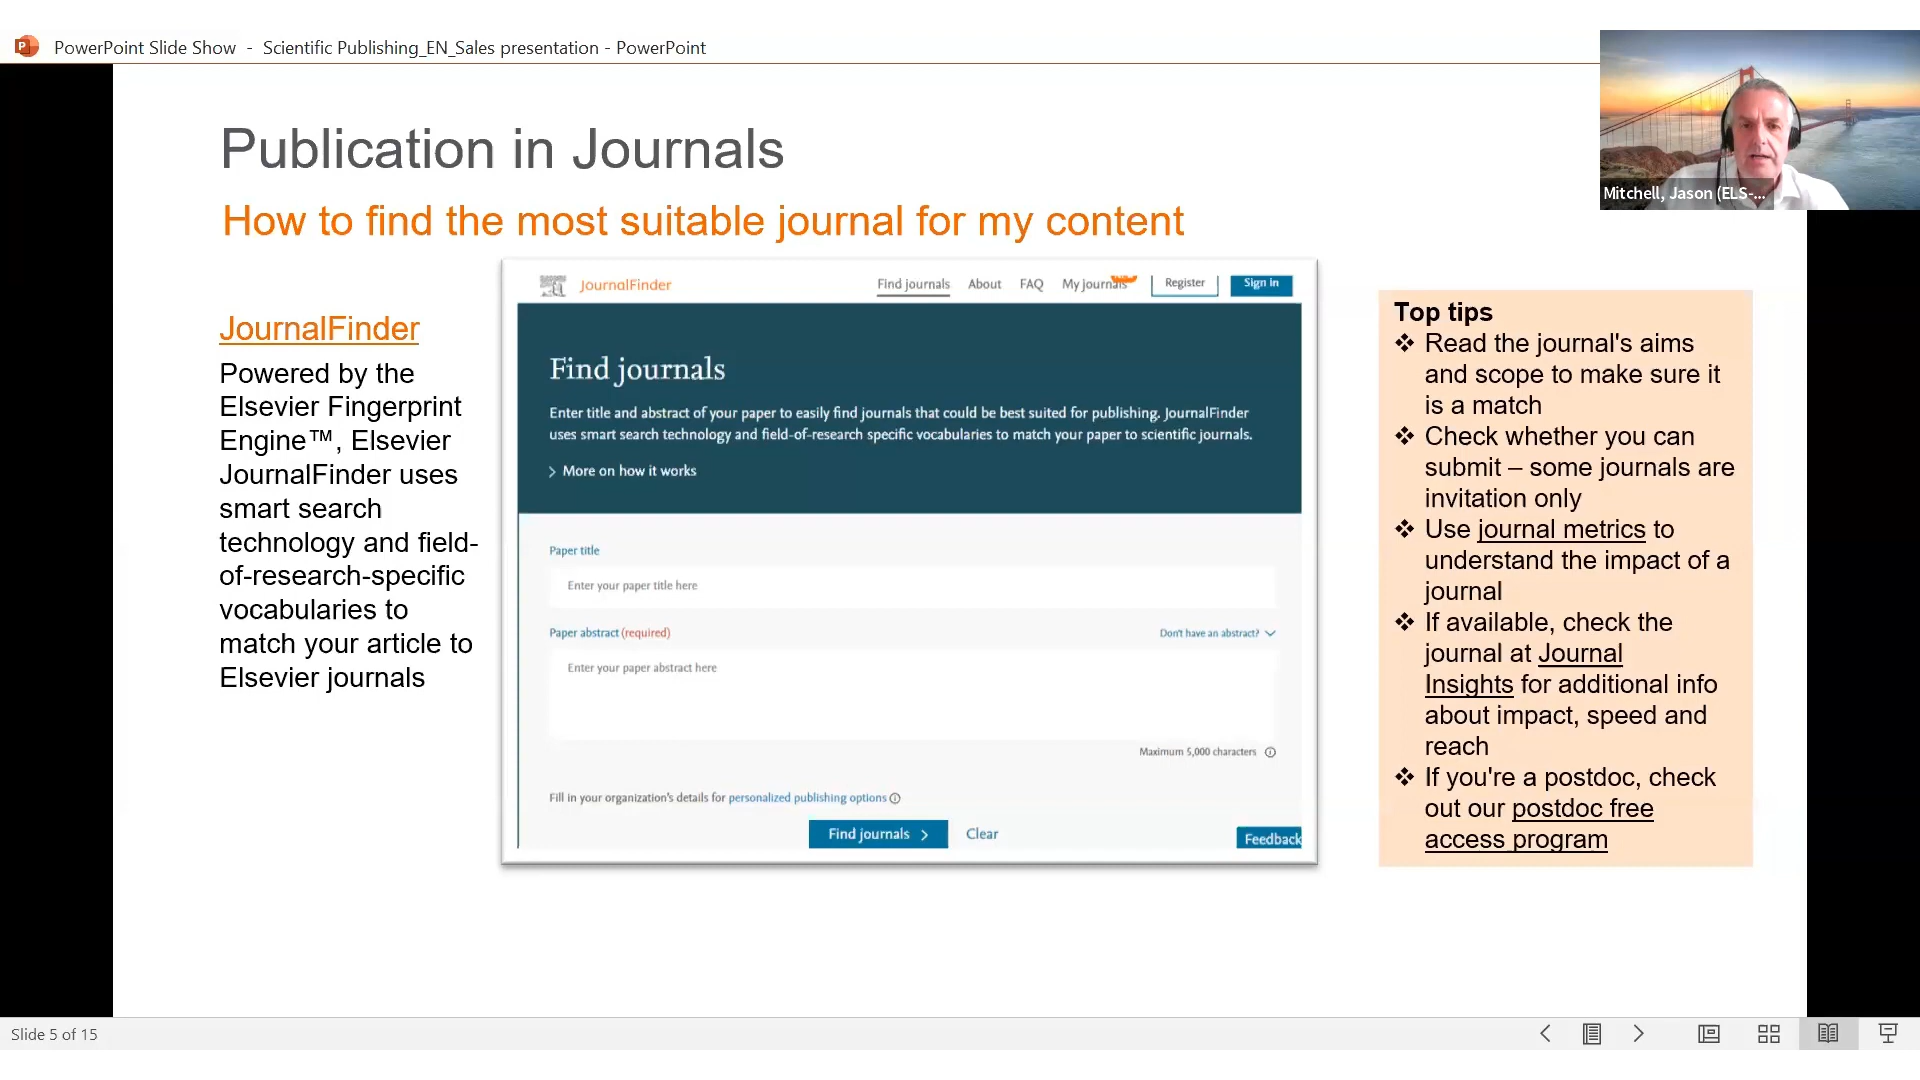 PowerPoint Slide Show - Scientific Publishing_EN_Sales presentation - PowerPoint
Mitchell, Jason (ELS-...
Publication in Journals
How to find the most suitable journal for my content
JournalFinder
Powered by the
Elsevier Fingerprint
Engine™, Elsevier
JournalFinder uses
smart search
technology and field-
of-research-specific
vocabularies to
match your article to
Elsevier journals
JournalFinder
Find journals About FAQ My journals Register Sign in
Find journals
Enter title and abstract of your paper to easily find journals that could be best suited for publishing. JournalFinder
uses smart search technology and field-of-research specific vocabularies to match your paper to scientific journals.
More on how it works
Paper title
Enter your paper title here
Paper abstract (required) Don't have an abstract?
Enter your paper abstract here
Maximum 5,000 characters
Fill in your organization's details for personalized publishing options
Find journals Clear
Feedback
Top tips
❖ Read the journal's aims
and scope to make sure it
is a match
❖ Check whether you can
submit – some journals are
invitation only
❖ Use journal metrics to
understand the impact of a
journal
❖ If available, check the
journal at Journal
Insights for additional info
about impact, speed and
reach
❖ If you're a postdoc, check
out our postdoc free
access program
Slide 5 of 15